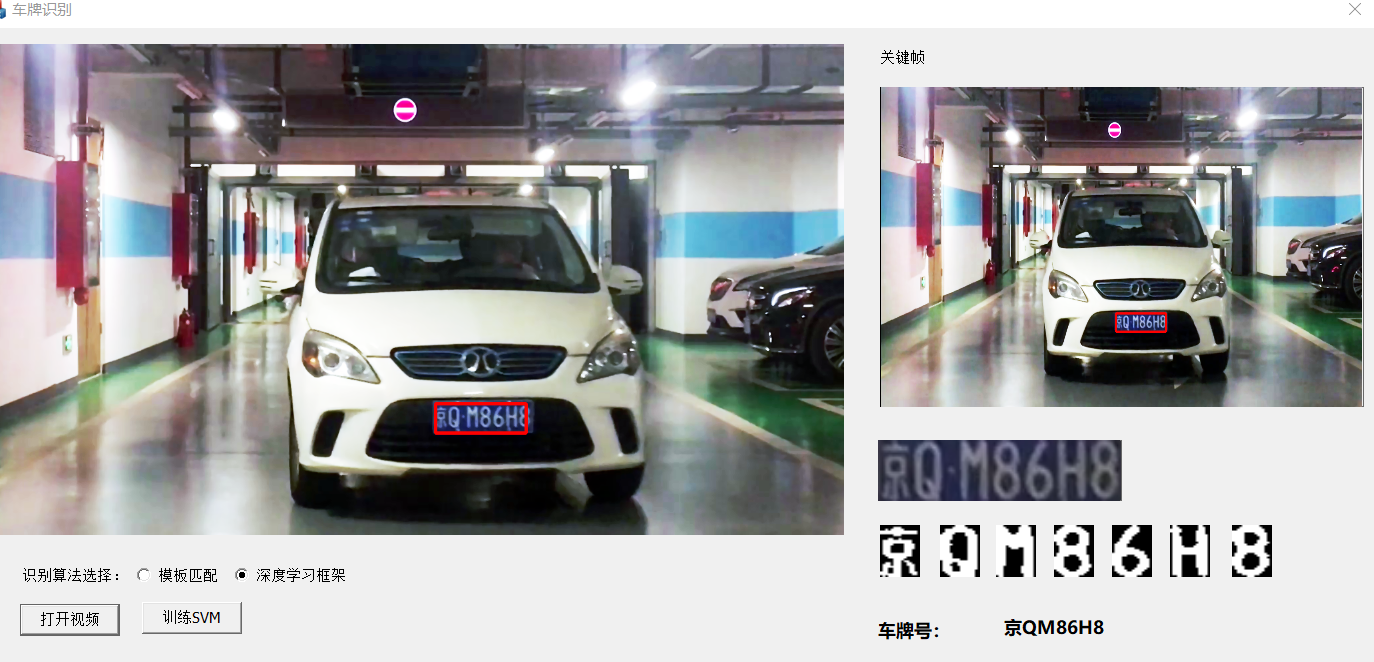 车牌识别
关键帧
京Q·M86H8
京Q M86H8
京Q·M86H8
京 Q M 8 6 H 8
识别算法选择： 模板匹配 深度学习框架
打开视频 训练SVM
车牌号： 京QM86H8